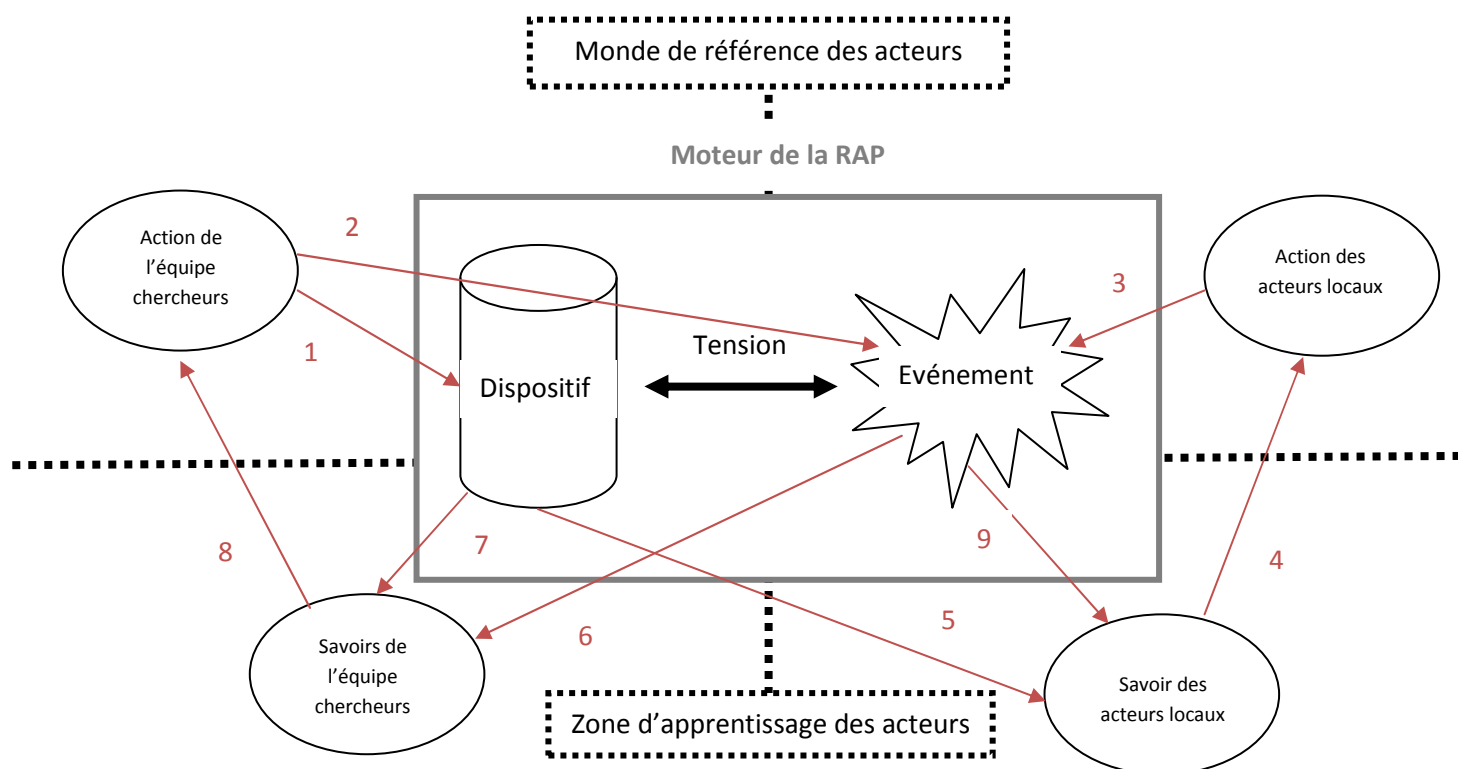 Monde de référence des acteurs
Moteur de la RAP
Action de
l’équipe
chercheurs
2
1
3
Action des
acteurs locaux
Tension
Dispositif
Evénement
8
7
9
4
6
5
Savoirs de
l’équipe
chercheurs
Savoir des
acteurs locaux
Zone d’apprentissage des acteurs